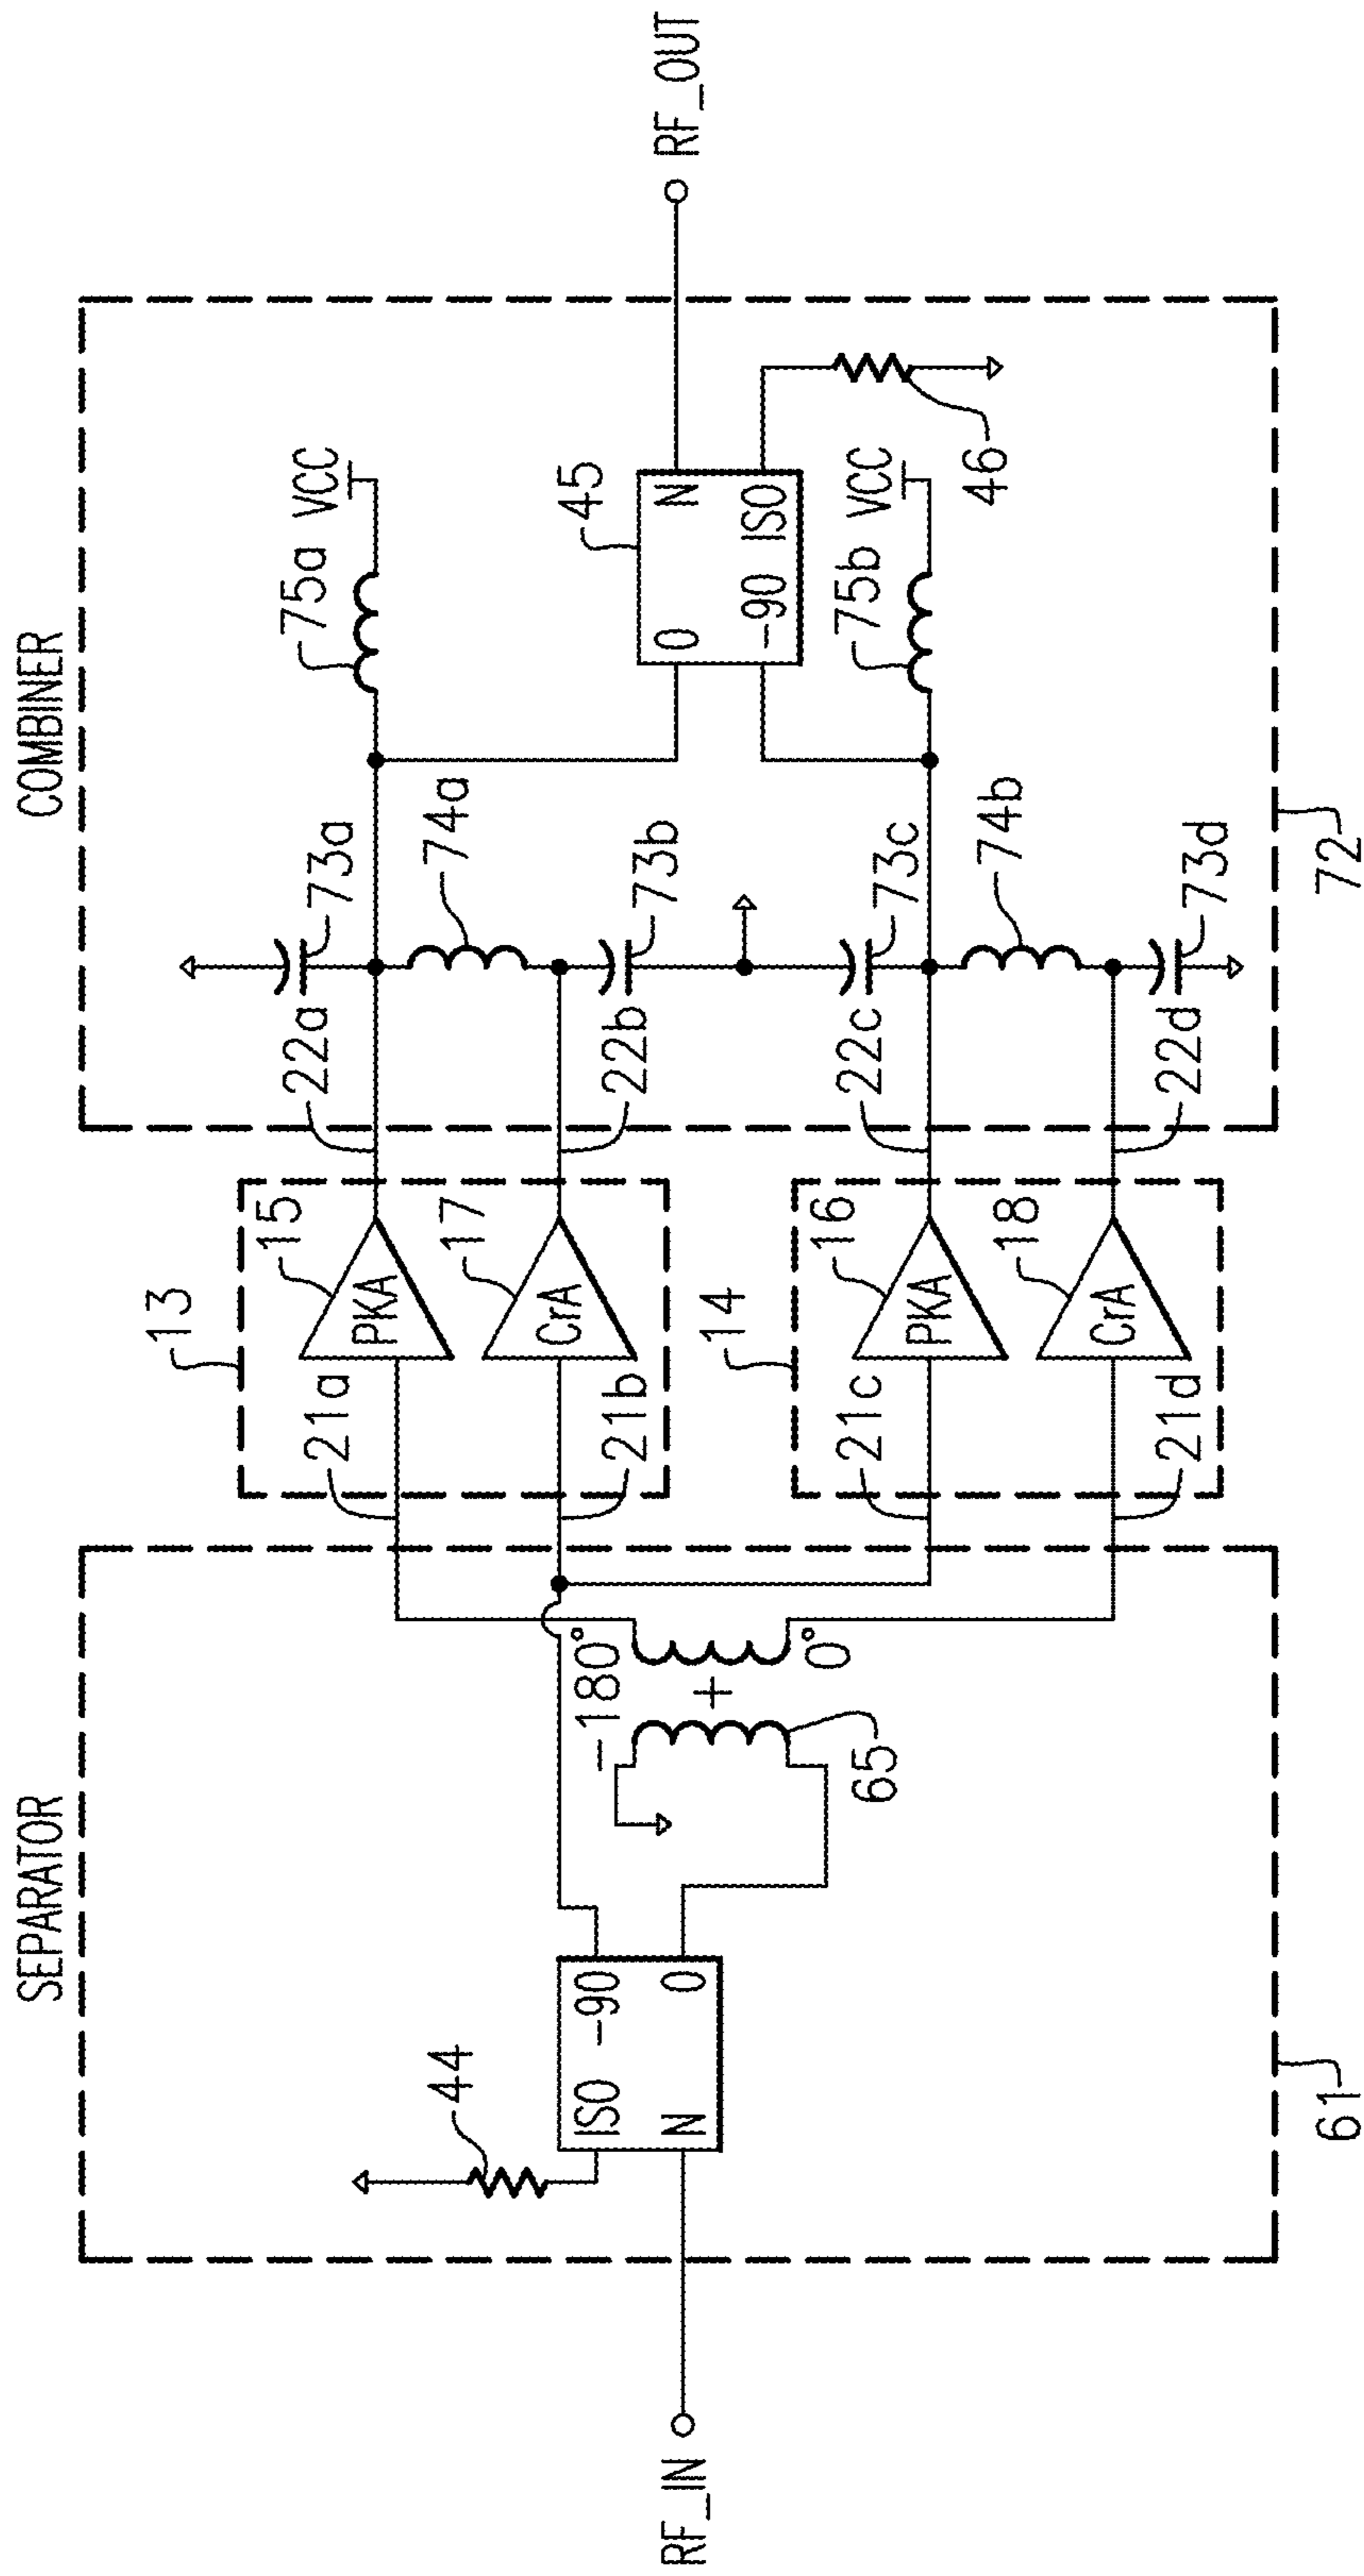 SEPARATOR
COMBINER
RF_IN
44
ISO -90
N 0
-180°
+
0°
65
61
13
21a
15
PKA
22a
21b
17
CrA
22b
14
21c
16
PKA
22c
21d
18
CrA
22d
73a
74a
73b
73c
74b
73d
75a
VCC
45
0 N
-90 ISO
75b
VCC
46
72
RF_OUT